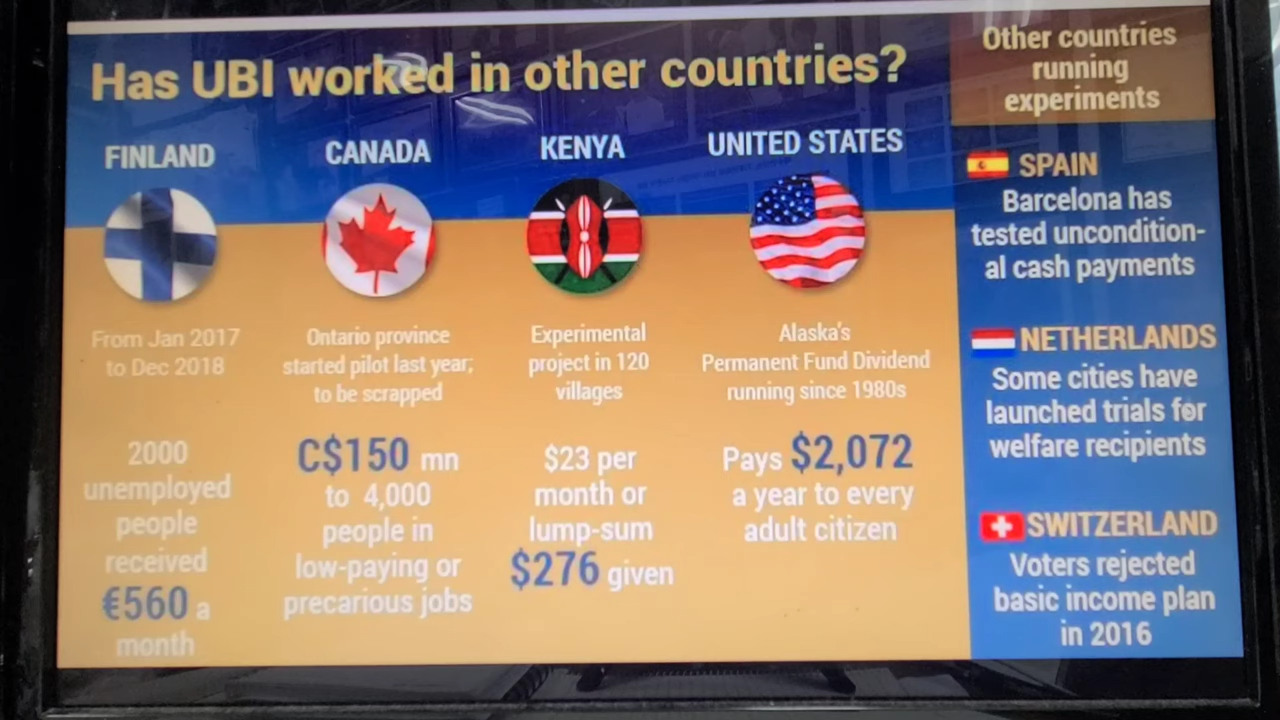 Has UBI worked in other countries?
FINLAND
From Jan 2017
to Dec 2018
2000
unemployed
people
received
€560 a
month
CANADA
Ontario province
started pilot last year;
to be scrapped
C$150 mn
to 4,000
people in
low-paying or
precarious jobs
KENYA
Experimental
project in 120
villages
$23 per
month or
lump-sum
$276 given
UNITED STATES
Alaska's
Permanent Fund Dividend
running since 1980s
Pays $2,072
a year to every
adult citizen
Other countries
running
experiments
SPAIN
Barcelona has
tested uncondition-
al cash payments
NETHERLANDS
Some cities have
launched trials for
welfare recipients
SWITZERLAND
Voters rejected
basic income plan
in 2016